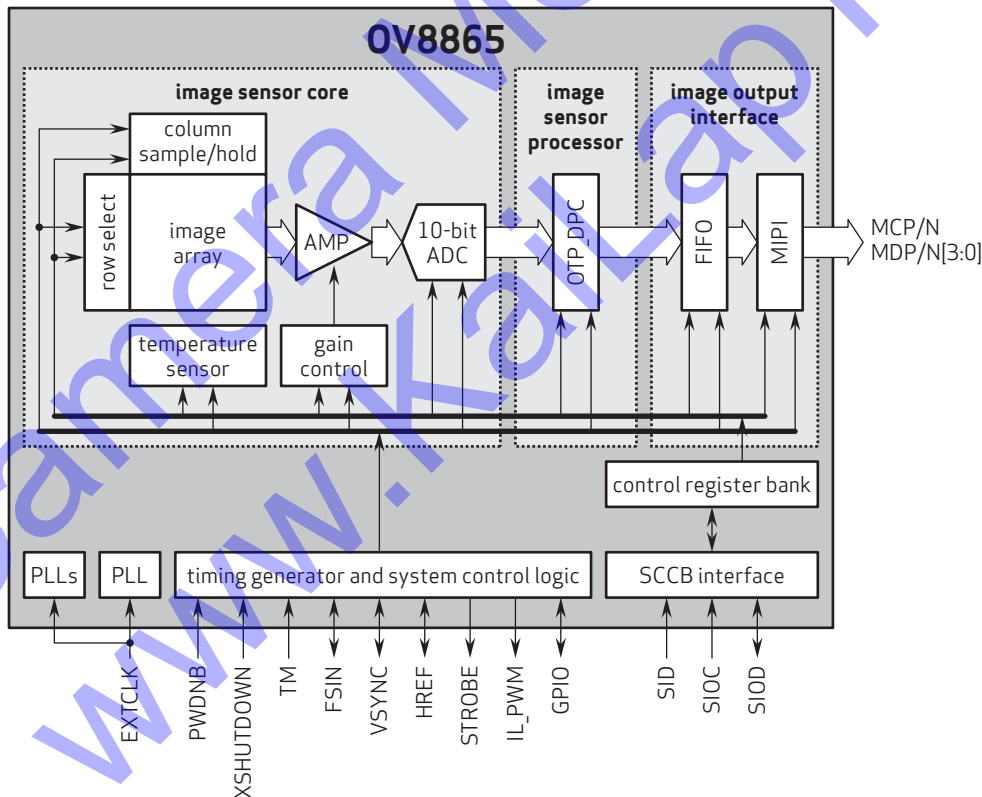 OV8865
image sensor core
image
sensor
processor
image output
interface
column
sample/hold
row select
image
array
AMP
10-bit
ADC
OTP_DPC
FIFO
MIPI
MCP/N
MDP/N[3:0]
temperature
sensor
gain
control
control register bank
PLLs
PLL
timing generator and system control logic
SCCB interface
EXTCLK
PWDNB
XSHUTDOWN
TM
FSIN
VSYNC
HREF
STROBE
IL_PWM
GPIO
SID
SIOC
SIOD
www.KaiLap